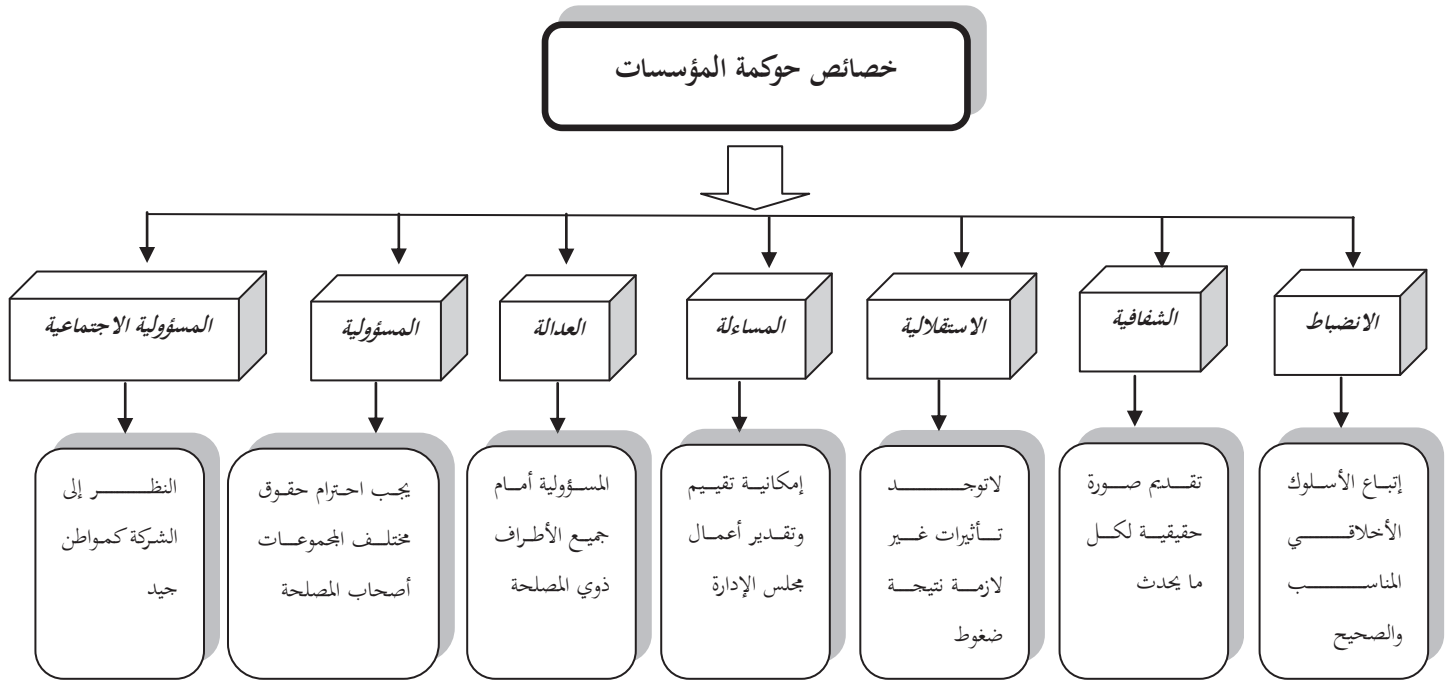 خصائص حوكمة المؤسسات
الانضباط
الشفافية
الاستقلالية
المساءلة
العدالة
المسؤولية
المسؤولية الاجتماعية
إتباع الأسلوك
الأخلاقي
المناسب
والصحيح
تقديم صورة
حقيقية لكل
ما يحدث
لاتوجد
تأثيرات غير
لازمة نتيجة
ضغوط
إمكانية تقييم
وتقدير أعمال
مجلس الإدارة
المسؤولية أمام
جميع الأطراف
ذوي المصلحة
يجب احترام حقوق
مختلف المجموعات
أصحاب المصلحة
النظر إلى
الشركة كمواطن
جيد